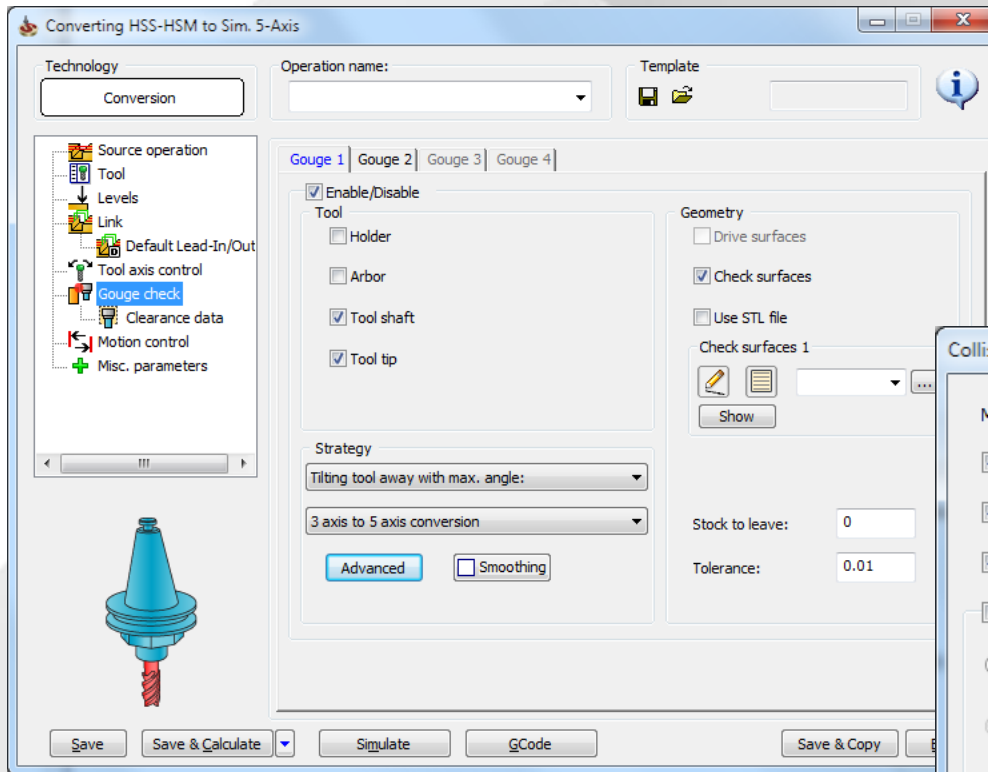 Converting HSS-HSM to Sim. 5-Axis
Technology
Conversion
Operation name:
Template
Source operation
Tool
Levels
Link
Default Lead-In/Out
Tool axis control
Gouge check
Clearance data
Motion control
Misc. parameters
Gouge 1 Gouge 2 Gouge 3 Gouge 4
Enable/Disable
Tool
Holder
Arbor
Tool shaft
Tool tip
Geometry
Drive surfaces
Check surfaces
Use STL file
Check surfaces 1
...
Show
Strategy
Tilting tool away with max. angle:
3 axis to 5 axis conversion
Advanced
Smoothing
Stock to leave: 0
Tolerance: 0.01
Save
Save & Calculate
Simulate
GCode
Save & Copy